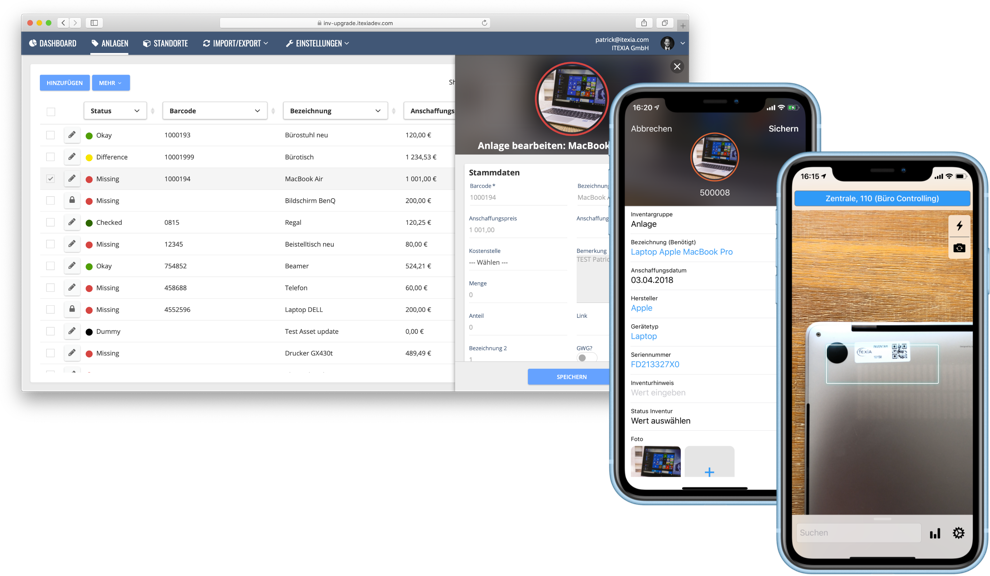 inv-upgrade.itexiadev.com
DASHBOARD
ANLAGEN
STANDORTE
IMPORT/EXPORT
EINSTELLUNGEN
patrick@itexia.com
ITEXIA GmbH
HINZUFÜGEN
MEHR
Sh
Status
Barcode
Bezeichnung
Anschaffungs
Okay 1000193 Bürostuhl neu 120,00 €
Difference 10001999 Bürotisch 1 234,53 €
Missing 1000194 MacBook Air 1 001,00 €
Missing Bildschirm BenQ 200,00 €
Checked 0815 Regal 120,25 €
Missing 12345 Beistelltisch neu 80,00 €
Okay 754852 Beamer 524,21 €
Missing 458688 Telefon 60,00 €
Missing 4552596 Laptop DELL 200,00 €
Dummy Test Asset update 0,00 €
Missing Drucker GX430t 489,49 €
Anlage bearbeiten: MacBook
Stammdaten
Barcode * Bezeichnung
1000194 MacBook A
Anschaffungspreis Anschaffung
1 001,00
Kostenstelle Bemerkung
--- Wählen --- TEST Patric
Menge
0
Anteil Link
0
Bezeichnung 2 GWG?
1
SPEICHERN
16:20
Abbrechen Sichern
500008
Inventargruppe
Anlage
Bezeichnung (Benötigt)
Laptop Apple MacBook Pro
Anschaffungsdatum
03.04.2018
Hersteller
Apple
Gerätetyp
Laptop
Seriennummer
FD213327X0
Inventurhinweis
Wert eingeben
Status Inventur
Wert auswählen
Foto
16:15
Zentrale, 110 (Büro Controlling)
Suchen